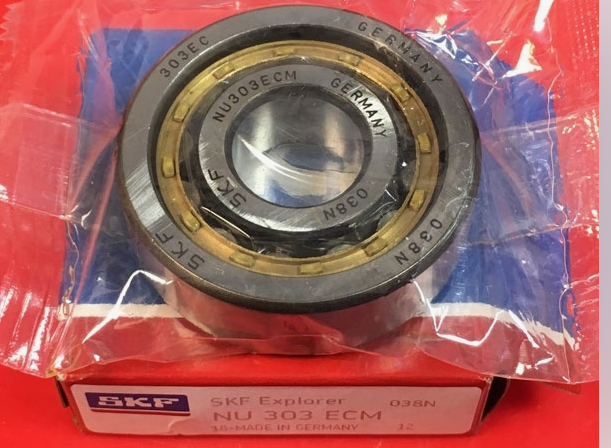 303EC
GERMANY
NU303ECM
GERMANY
SKF
038N
SKF
038N
SKF
SKF Explorer
038N
NU 303 ECM
MADE IN GERMANY
12